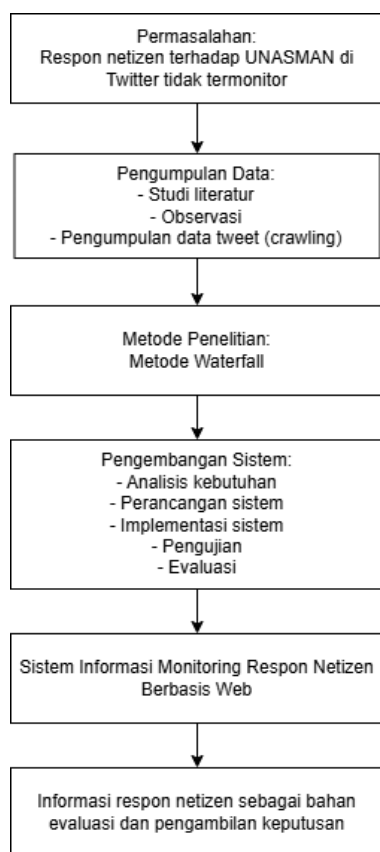 Permasalahan:
Respon netizen terhadap UNASMAN di
Twitter tidak termonitor
Pengumpulan Data:
- Studi literatur
- Observasi
- Pengumpulan data tweet (crawling)
Metode Penelitian:
Metode Waterfall
Pengembangan Sistem:
- Analisis kebutuhan
- Perancangan sistem
- Implementasi sistem
- Pengujian
- Evaluasi
Sistem Informasi Monitoring Respon Netizen
Berbasis Web
Informasi respon netizen sebagai bahan
evaluasi dan pengambilan keputusan